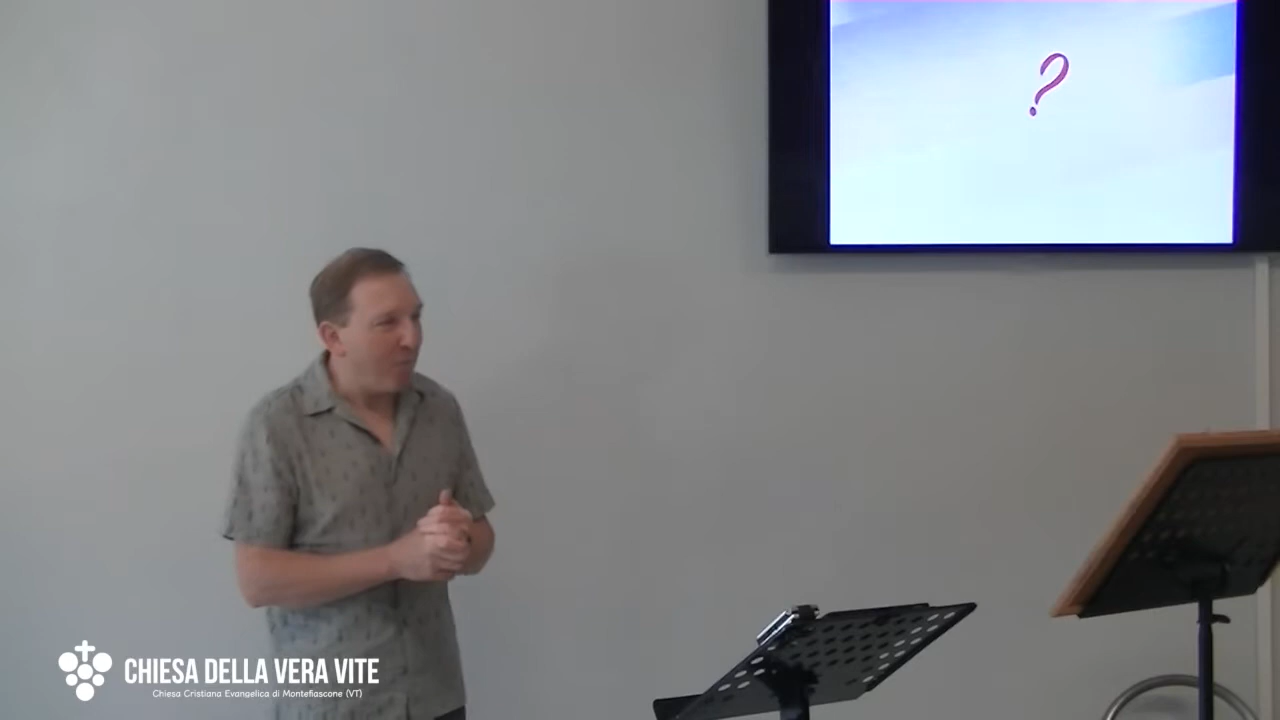 ?
CHIESA DELLA VERA VITE
Chiesa Cristiana Evangelica di Montefiascone (VT)